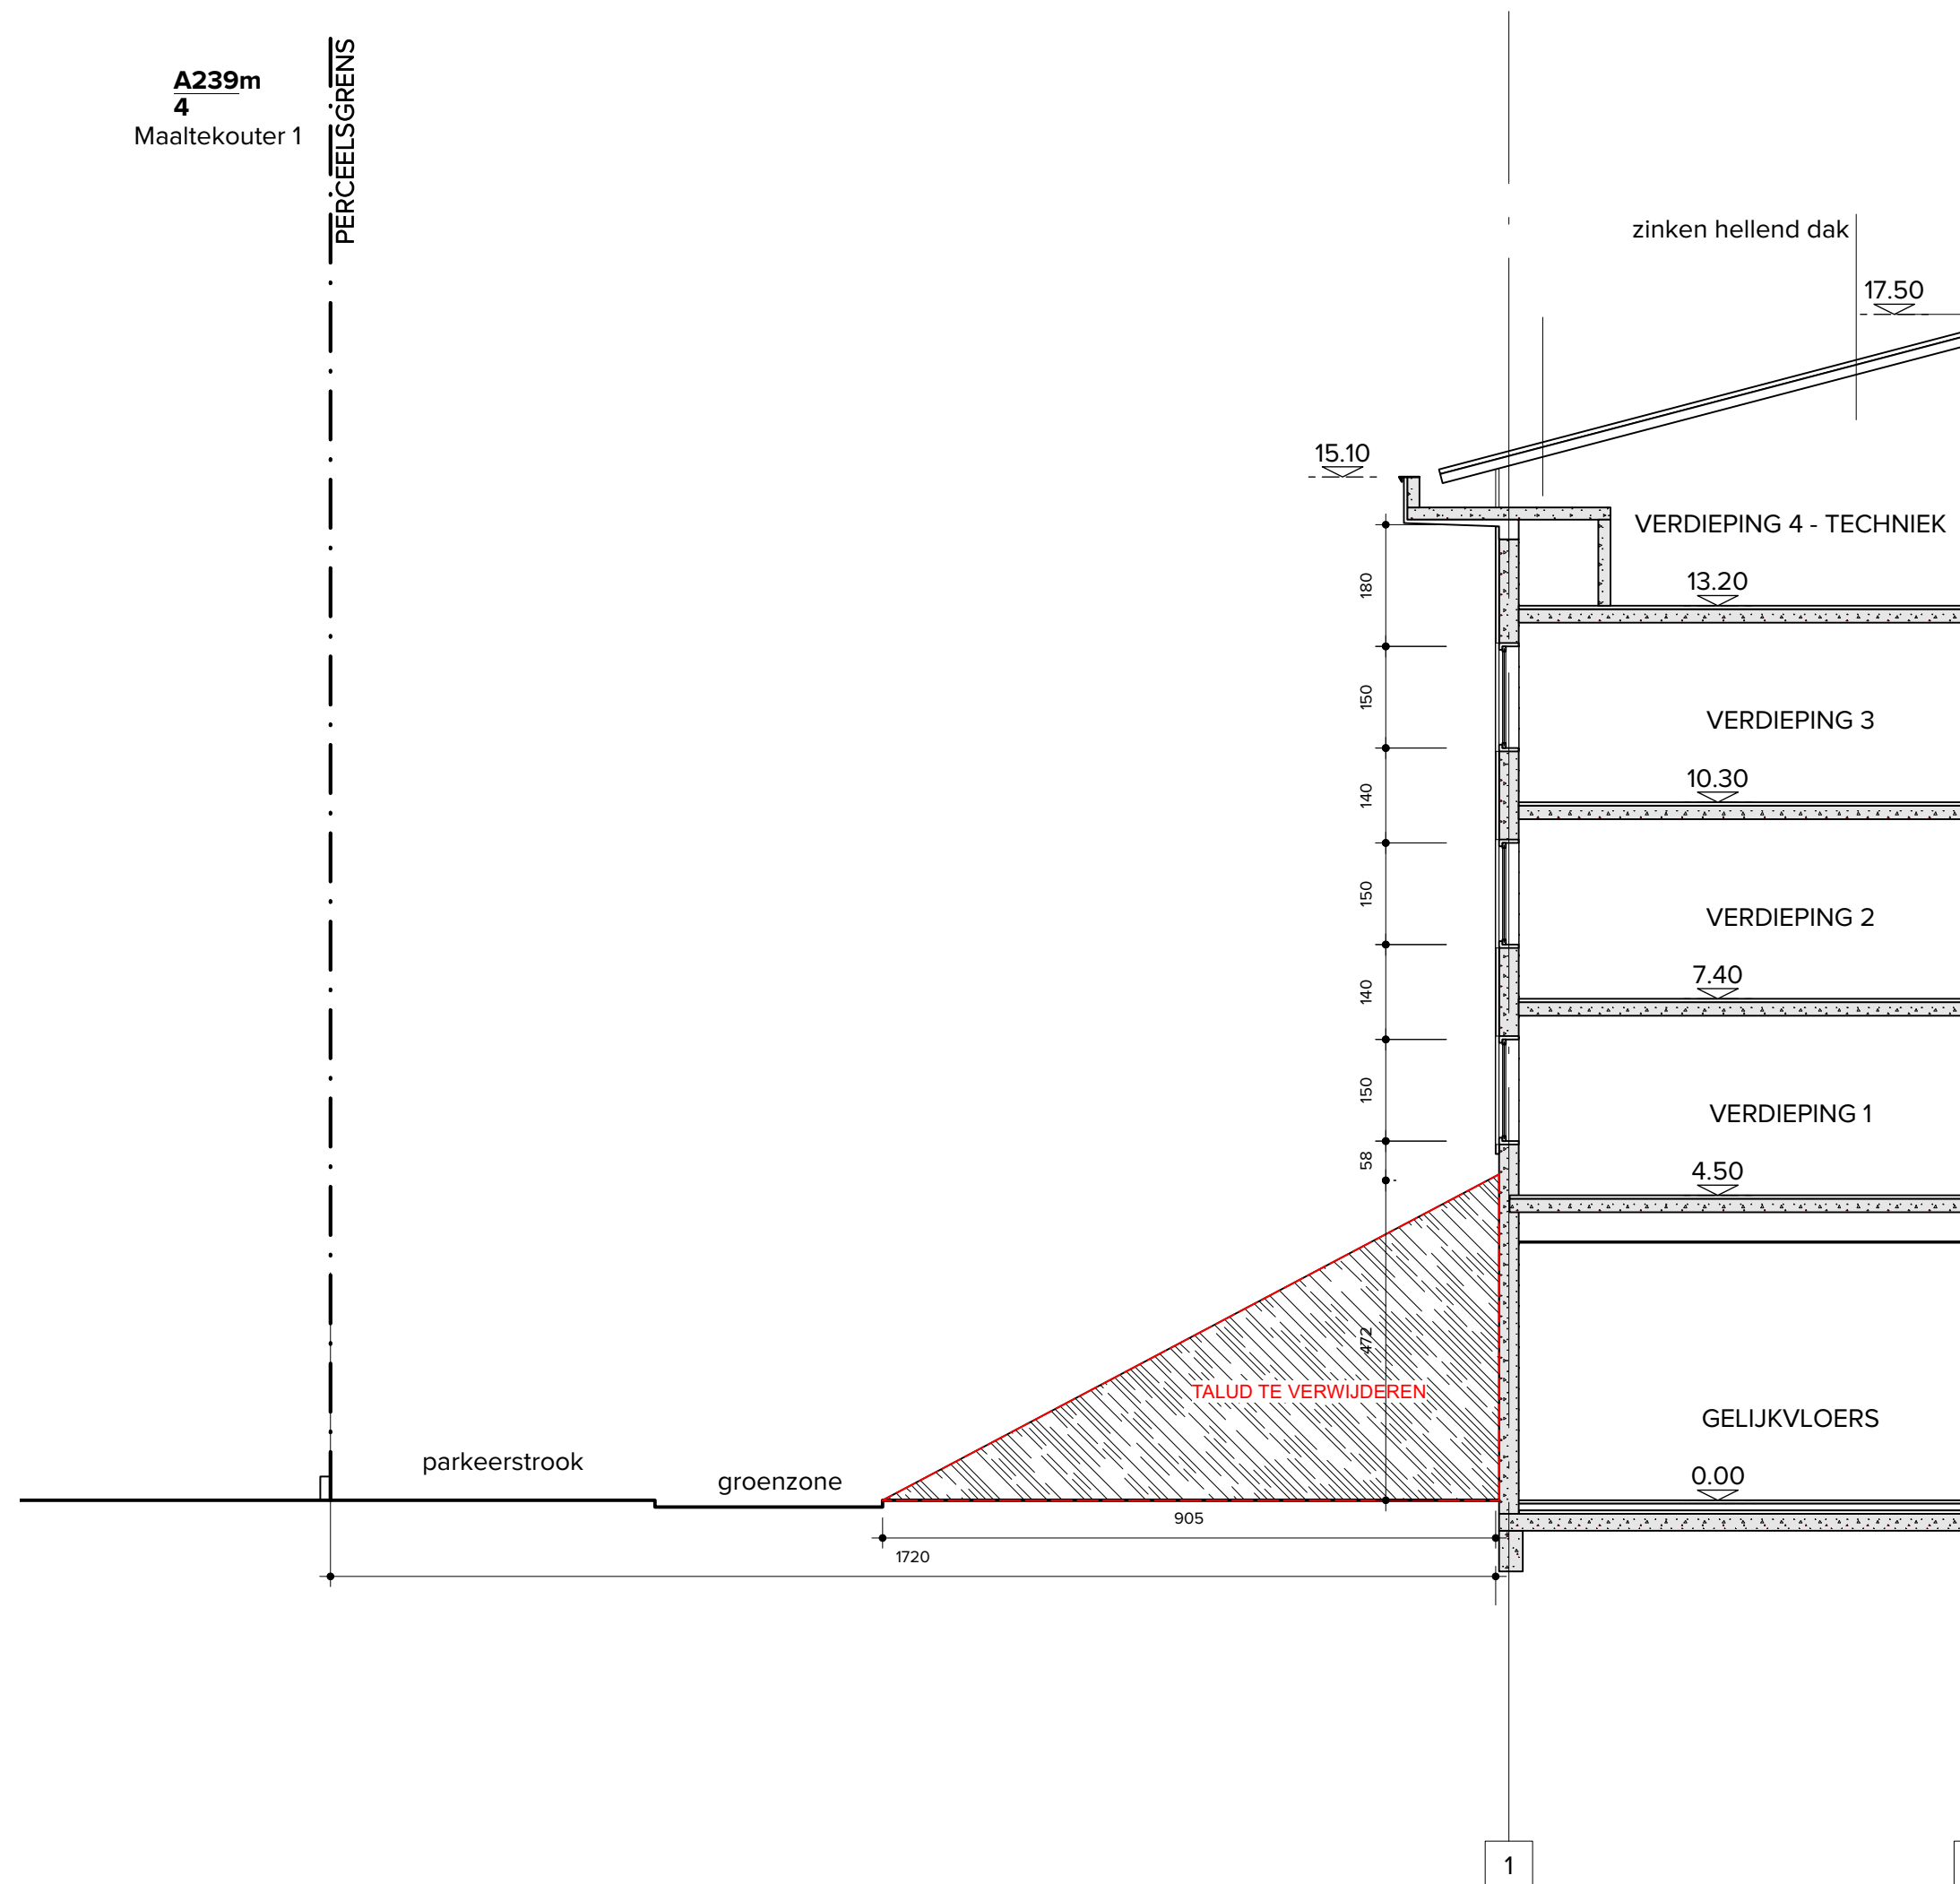 A239m
4
Maaltekouter 1
PERCEELSGRENS
zinken hellend dak
17.50
15.10
VERDIEPING 4 - TECHNIEK
13.20
180
150
VERDIEPING 3
10.30
140
150
VERDIEPING 2
7.40
140
150
VERDIEPING 1
58
4.50
472
TALUD TE VERWIJDEREN
GELIJKVLOERS
parkeerstrook
groenzone
0.00
905
1720
1